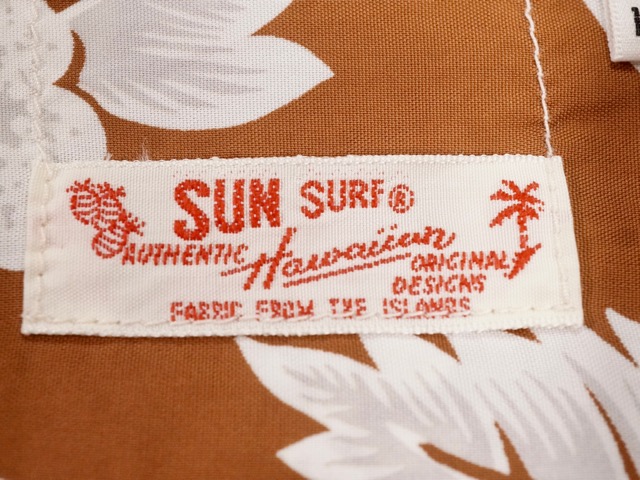 SUN SURF®
AUTHENTIC Hawaiian ORIGINAL
DESIGNS
FABRIC FROM THE ISLANDS